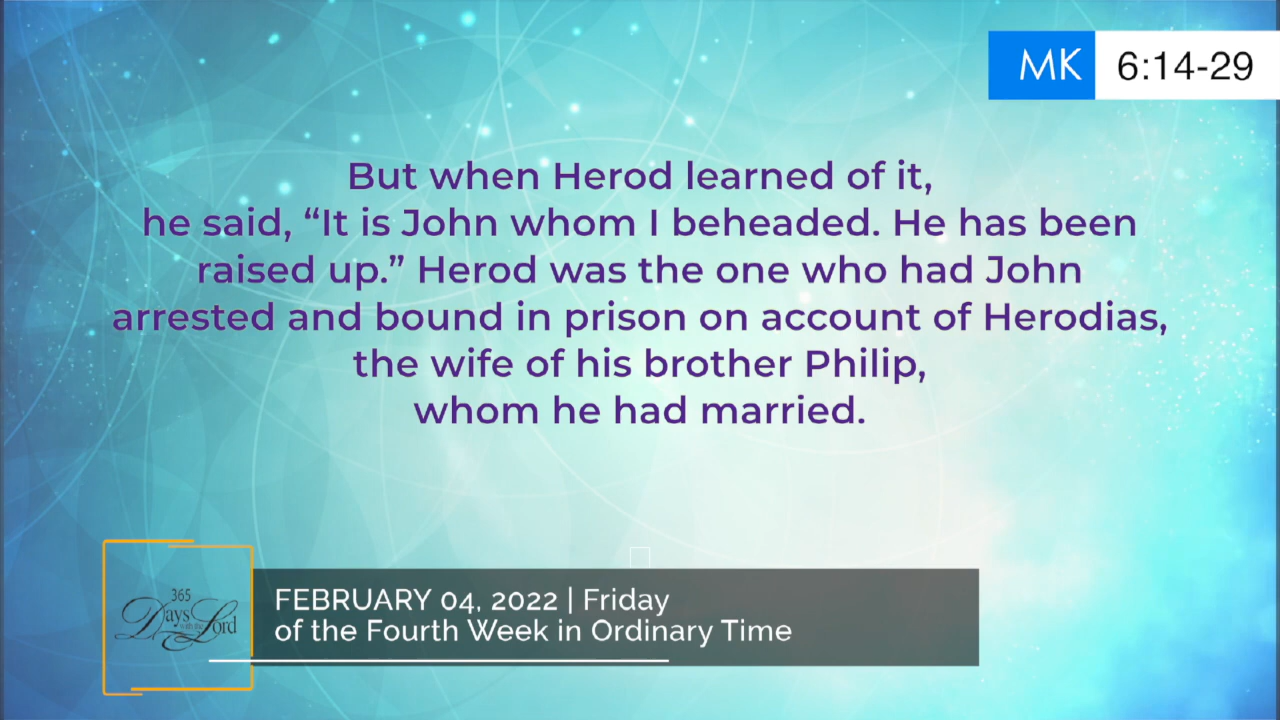 MK 6:14-29
But when Herod learned of it,
he said, “It is John whom I beheaded. He has been
raised up.” Herod was the one who had John
arrested and bound in prison on account of Herodias,
the wife of his brother Philip,
whom he had married.
365
Days with the Lord
FEBRUARY 04, 2022 | Friday
of the Fourth Week in Ordinary Time